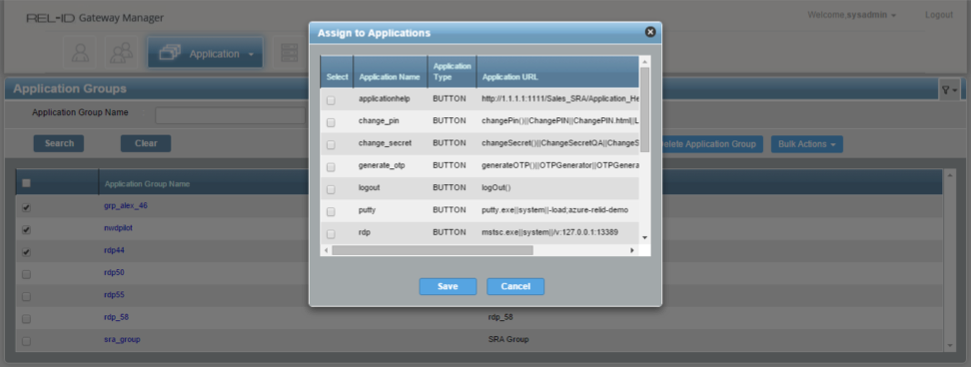 REL-ID Gateway Manager
Welcome, sysadmin
Logout
Application
Application Groups
Application Group Name
Search
Clear
Delete Application Group
Bulk Actions
Application Group Name
grp_alex_46
nwdpilot
rdp44
rdp50
rdp55
rdp_58 rdp_58
sra_group SRA Group
Assign to Applications
Select Application Name Application Type Application URL
applicationhelp BUTTON http://1.1.1.1:1111/Sales_SRA/Application_He
change_pin BUTTON changePin()||ChangePIN||ChangePIN.html||L
change_secret BUTTON changeSecret()||ChangeSecretQA||ChangeS
generate_otp BUTTON generateOTP()||OTPGenerator||OTPGenera
logout BUTTON logOut()
putty BUTTON putty.exe||system||-load;azure-relid-demo
rdp BUTTON mstsc.exe||system||/v:127.0.0.1:13389
Save
Cancel